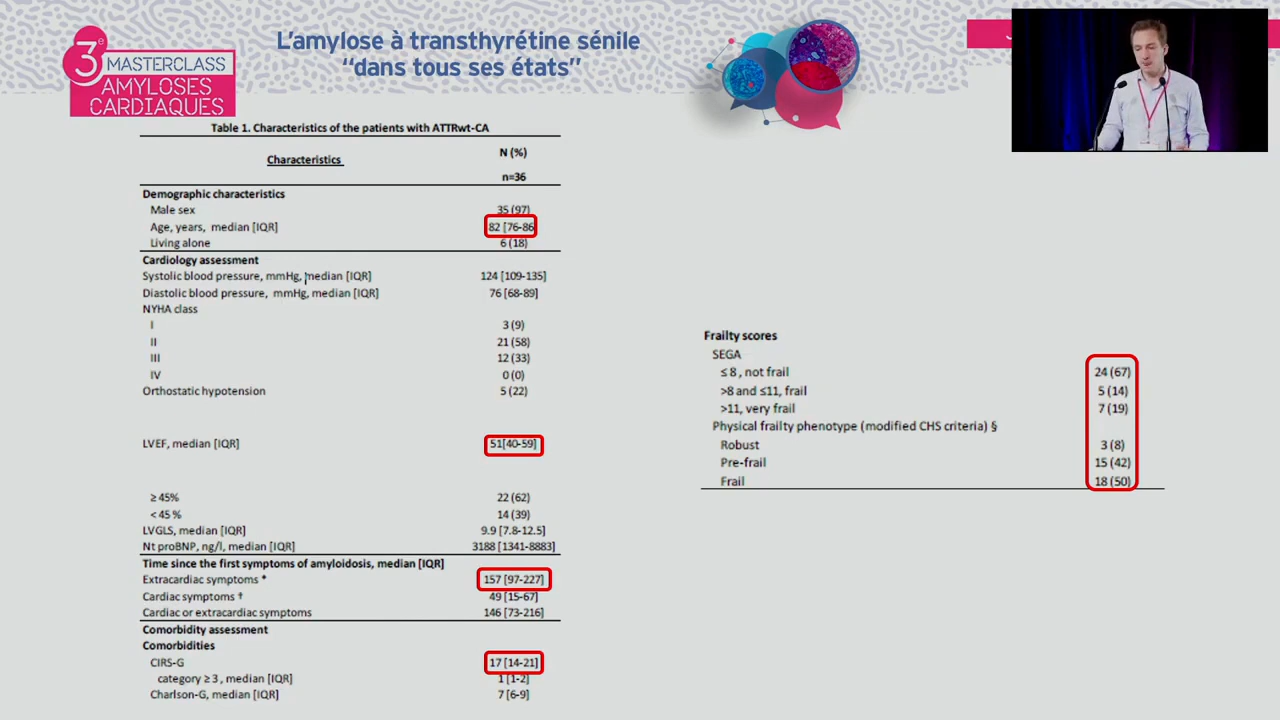 3e MASTERCLASS
AMYLOSES
CARDIAQUES
L'amylose à transthyrétine sénile
“dans tous ses états”
Table 1. Characteristics of the patients with ATTRwt-CA
Characteristics
N (%)
n=36
Demographic characteristics
Male sex 35 (97)
Age, years, median [IQR] 82 [76-86
Living alone 6 (18)
Cardiology assessment
Systolic blood pressure, mmHg, median [IQR] 124 [109-135]
Diastolic blood pressure, mmHg, median [IQR] 76 [68-89]
NYHA class
I 3 (9)
II 21 (58)
III 12 (33)
IV 0 (0)
Orthostatic hypotension 5 (22)
LVEF, median [IQR] 51[40-59]
≥ 45% 22 (62)
< 45 % 14 (39)
LVGLS, median [IQR] 9.9 [7.8-12.5]
Nt proBNP, ng/l, median [IQR] 3188 [1341-8883]
Time since the first symptoms of amyloidosis, median [IQR]
Extracardiac symptoms * 157 [97-227]
Cardiac symptoms † 49 [15-67]
Cardiac or extracardiac symptoms 146 [73-216]
Comorbidity assessment
Comorbidities
CIRS-G 17 [14-21]
category ≥ 3 , median [IQR] 1 [1-2]
Charlson-G, median [IQR] 7 [6-9]
Frailty scores
SEGA
≤ 8 , not frail 24 (67)
>8 and ≤11, frail 5 (14)
>11, very frail 7 (19)
Physical frailty phenotype (modified CHS criteria) §
Robust 3 (8)
Pre-frail 15 (42)
Frail 18 (50)